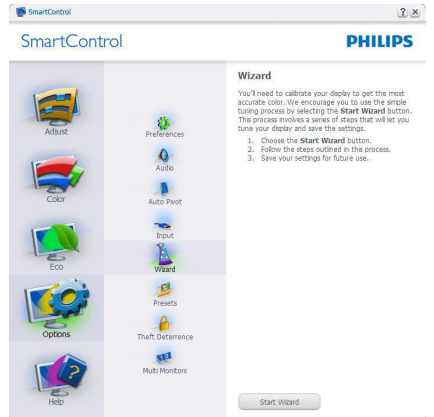 SmartControl
SmartControl
PHILIPS
Adjust
Color
Eco
Options
Help
Preferences
Audio
Auto Pivot
Input
Wizard
Presets
Theft Deterrence
Multi Monitors
Wizard
You'll need to calibrate your display to get the most
accurate color. We encourage you to use the simple
tuning process by selecting the Start Wizard button.
This process involves a series of steps that will let you
tune your display and save the settings.
1. Choose the Start Wizard button.
2. Follow the steps outlined in this process.
3. Save your settings for future use.
Start Wizard